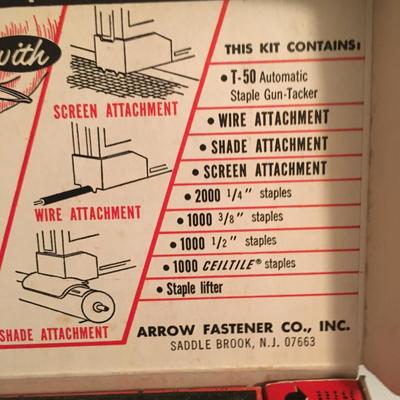 with
SCREEN ATTACHMENT
WIRE ATTACHMENT
SHADE ATTACHMENT
THIS KIT CONTAINS:
• T-50 Automatic
Staple Gun-Tacker
• WIRE ATTACHMENT
• SHADE ATTACHMENT
• SCREEN ATTACHMENT
• 2000 1/4" staples
• 1000 3/8" staples
• 1000 1/2" staples
• 1000 CEILTILE® staples
• Staple lifter
ARROW FASTENER CO., INC.
SADDLE BROOK, N.J. 07663